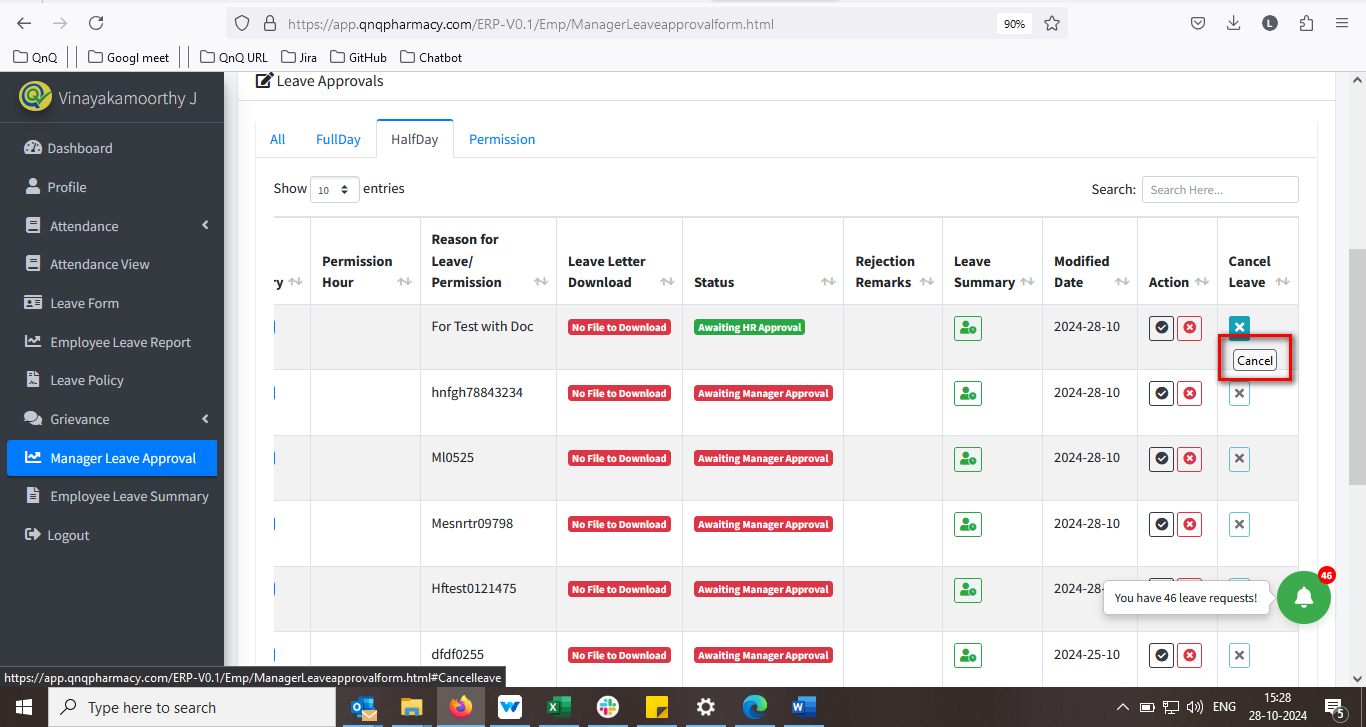 https://app.qnqpharmacy.com/ERP-V0.1/Emp/ManagerLeaveapprovalform.html 90% L
QnQ Googl meet QnQ URL Jira GitHub Chatbot
Vinayakamoorthy J
Dashboard
Profile
Attendance
Attendance View
Leave Form
Employee Leave Report
Leave Policy
Grievance
Manager Leave Approval
Employee Leave Summary
Logout
Leave Approvals
All FullDay HalfDay Permission
Show 10 entries Search: Search Here...
ry
Permission
Hour
Reason for
Leave/
Permission
Leave Letter
Download
Status
Rejection
Remarks
Leave
Summary
Modified
Date
Action
Cancel
Leave
For Test with Doc No File to Download Awaiting HR Approval 2024-28-10
Cancel
hnfgh78843234 No File to Download Awaiting Manager Approval 2024-28-10
Ml0525 No File to Download Awaiting Manager Approval 2024-28-10
Mesnrtr09798 No File to Download Awaiting Manager Approval 2024-28-10
Hftest0121475 No File to Download Awaiting Manager Approval 2024-28-
46
You have 46 leave requests!
dfdf0255 No File to Download Awaiting Manager Approval 2024-25-10
https://app.qnqpharmacy.com/ERP-V0.1/Emp/ManagerLeaveapprovalform.html#Cancelleave
Type here to search
ENG
15:28
28-10-2024
5